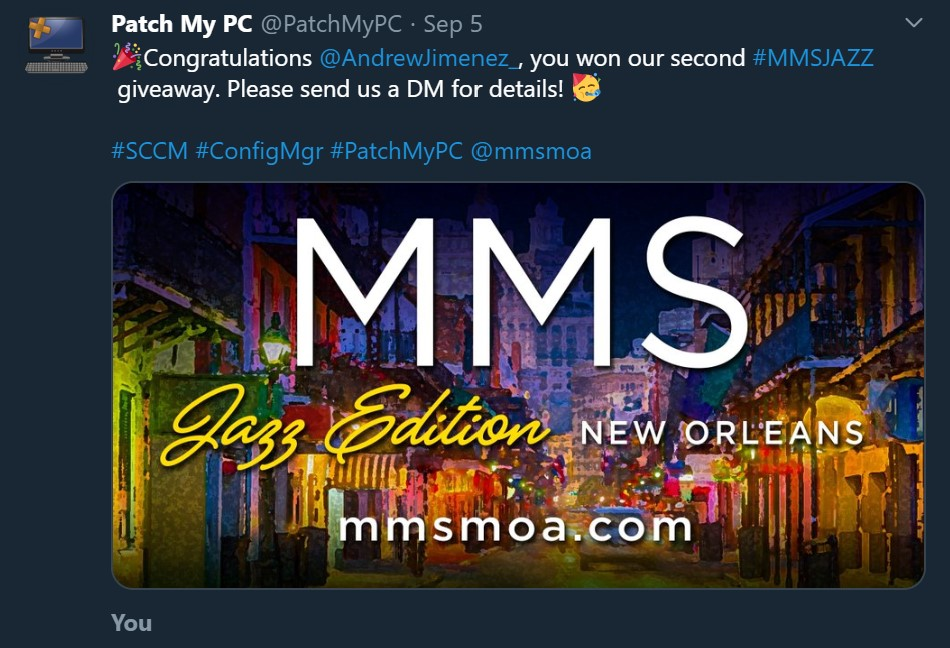 Patch My PC @PatchMyPC · Sep 5
🎉Congratulations @AndrewJimenez_, you won our second #MMSJAZZ
giveaway. Please send us a DM for details! 🥳
#SCCM #ConfigMgr #PatchMyPC @mmsmoa
MMS
Jazz Edition NEW ORLEANS
mmsmoa.com
You